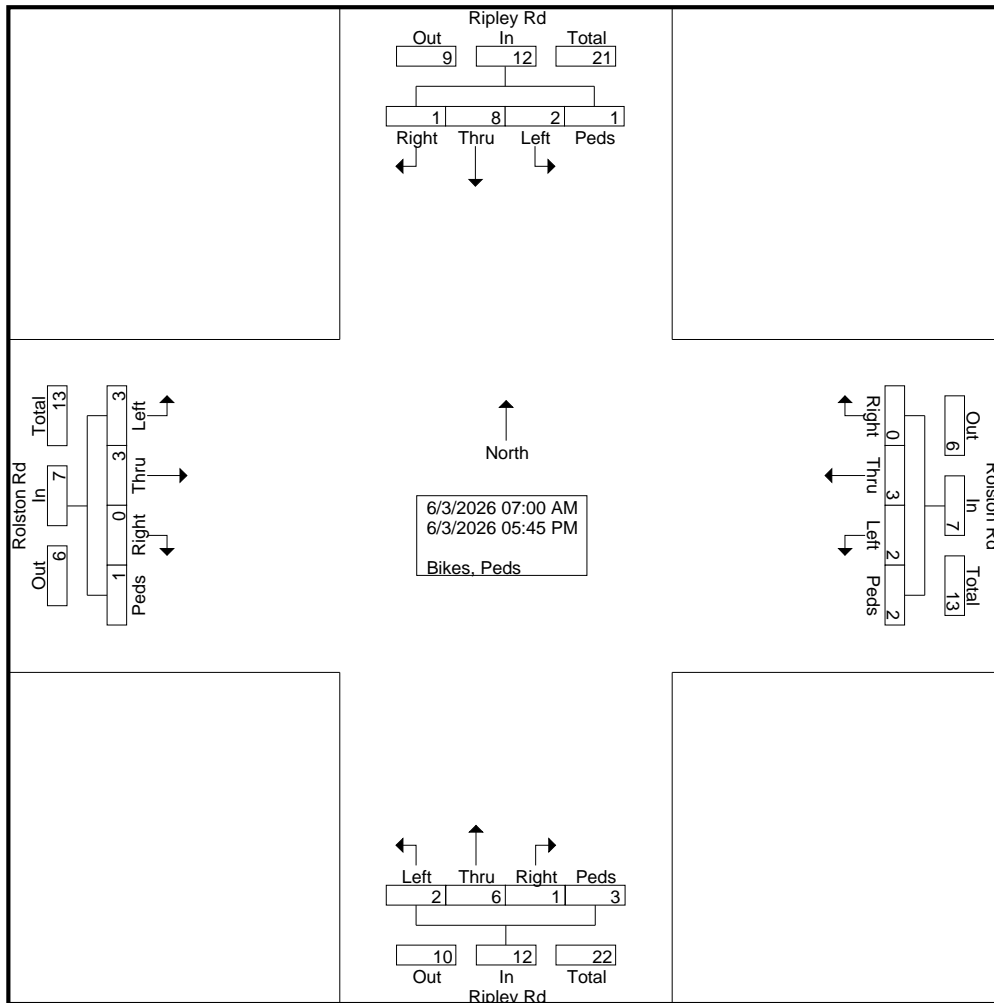 Ripley Rd
Out In Total
9 12 21
1 8 2 1
Right Thru Left Peds
Rolston Rd
Out In Total
6 7 13
3 3 0 1
Left Thru Right Peds
North
6/3/2026 07:00 AM
6/3/2026 05:45 PM
Bikes, Peds
Right Thru Left Peds
0 3 2 2
Out In Total
6 7 13
Rolston Rd
Left Thru Right Peds
2 6 1 3
10 12 22
Out In Total
Ripley Rd